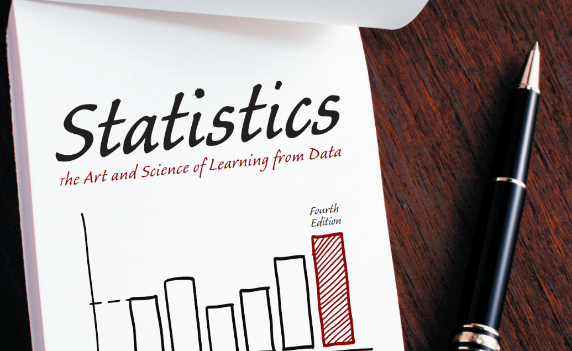 Statistics
The Art and Science of Learning from Data
Fourth
Edition